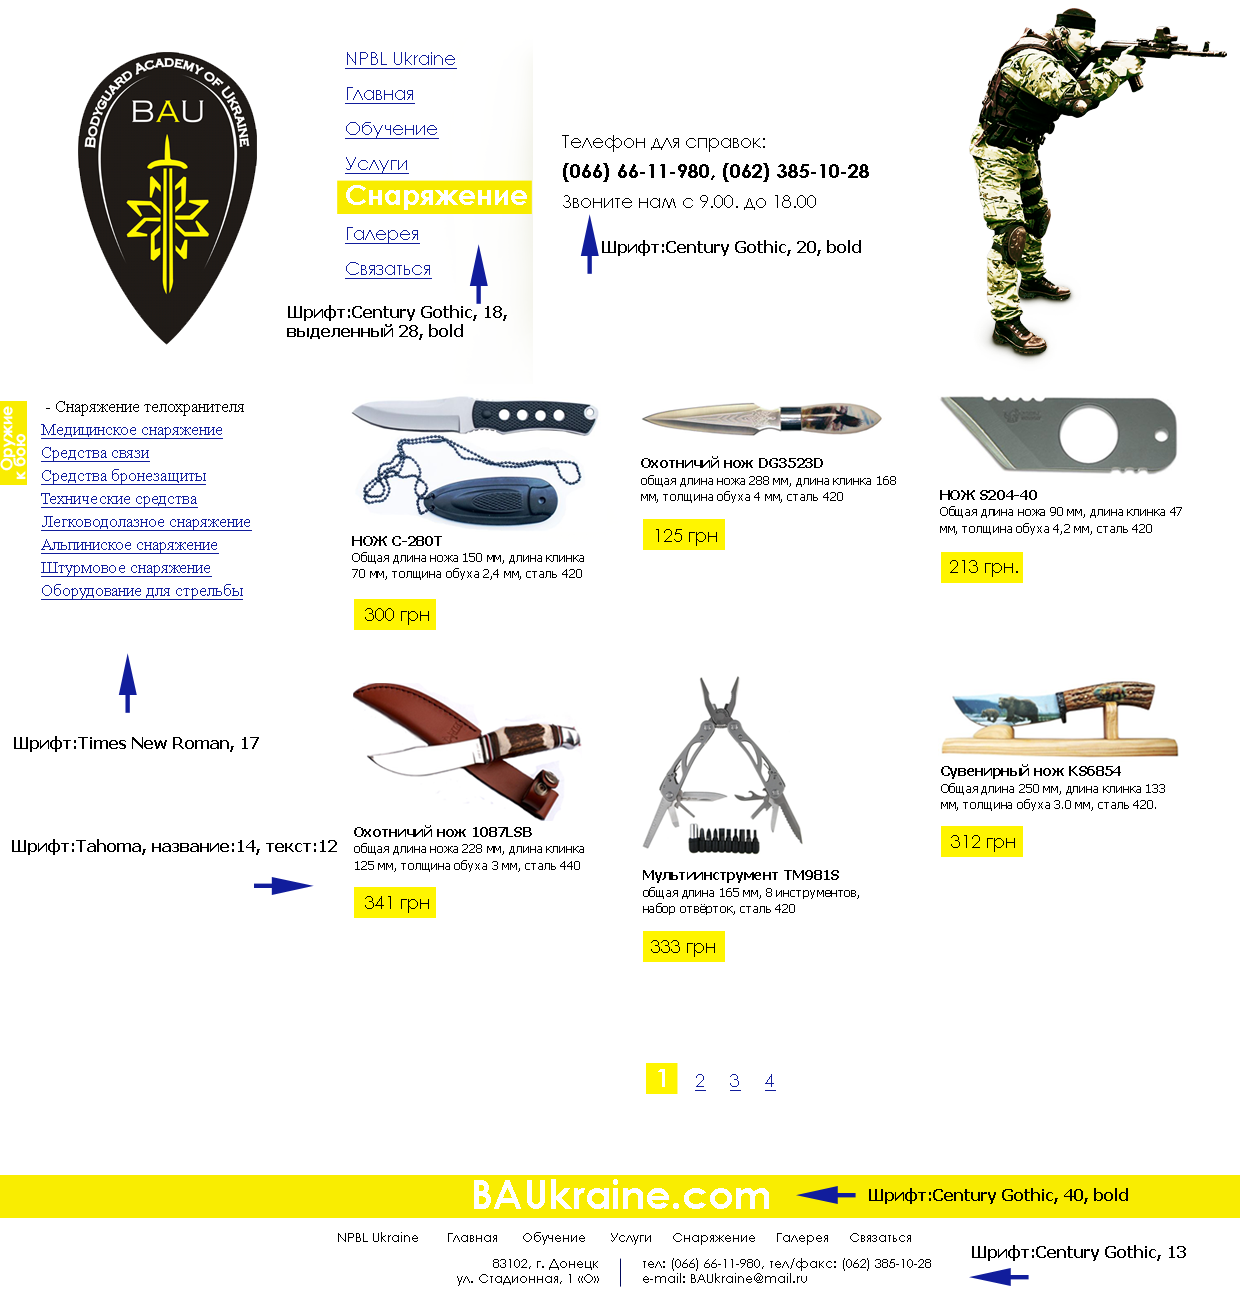 BODYGUARD ACADEMY OF UKRAINE
BAU
NPBL Ukraine
Главная
Обучение
Услуги
Снаряжение
Галерея
Связаться
Шрифт:Century Gothic, 18,
выделенный 28, bold
Телефон для справок:
(066) 66-11-980, (062) 385-10-28
Звоните нам с 9.00. до 18.00
Шрифт:Century Gothic, 20, bold
Оружие
к бою
- Снаряжение телохранителя
Медицинское снаряжение
Средства связи
Средства бронезащиты
Технические средства
Легководолазное снаряжение
Альпиниское снаряжение
Штурмовое снаряжение
Оборудование для стрельбы
Шрифт:Times New Roman, 17
Шрифт:Tahoma, название:14, текст:12
НОЖ С-280Т
Общая длина ножа 150 мм, длина клинка
70 мм, толщина обуха 2,4 мм, сталь 420
300 грн
Охотничий нож DG3523D
общая длина ножа 288 мм, длина клинка 168
мм, толщина обуха 4 мм, сталь 420
125 грн
НОЖ S204-40
Общая длина ножа 90 мм, длина клинка 47
мм, толщина обуха 4,2 мм, сталь 420
213 грн.
Охотничий нож 1087LSB
общая длина ножа 228 мм, длина клинка
125 мм, толщина обуха 3 мм, сталь 440
341 грн
Мультиинструмент TM981S
общая длина 165 мм, 8 инструментов,
набор отвёрток, сталь 420
333 грн
Сувенирный нож KS6854
Общая длина 250 мм, длина клинка 133
мм, толщина обуха 3.0 мм, сталь 420.
312 грн
1 2 3 4
BAUkraine.com
Шрифт:Century Gothic, 40, bold
NPBL Ukraine Главная Обучение Услуги Снаряжение Галерея Связаться
Шрифт:Century Gothic, 13
83102, г. Донецк
ул. Стадионная, 1 «О»
тел: (066) 66-11-980, тел/факс: (062) 385-10-28
e-mail: BAUkraine@mail.ru